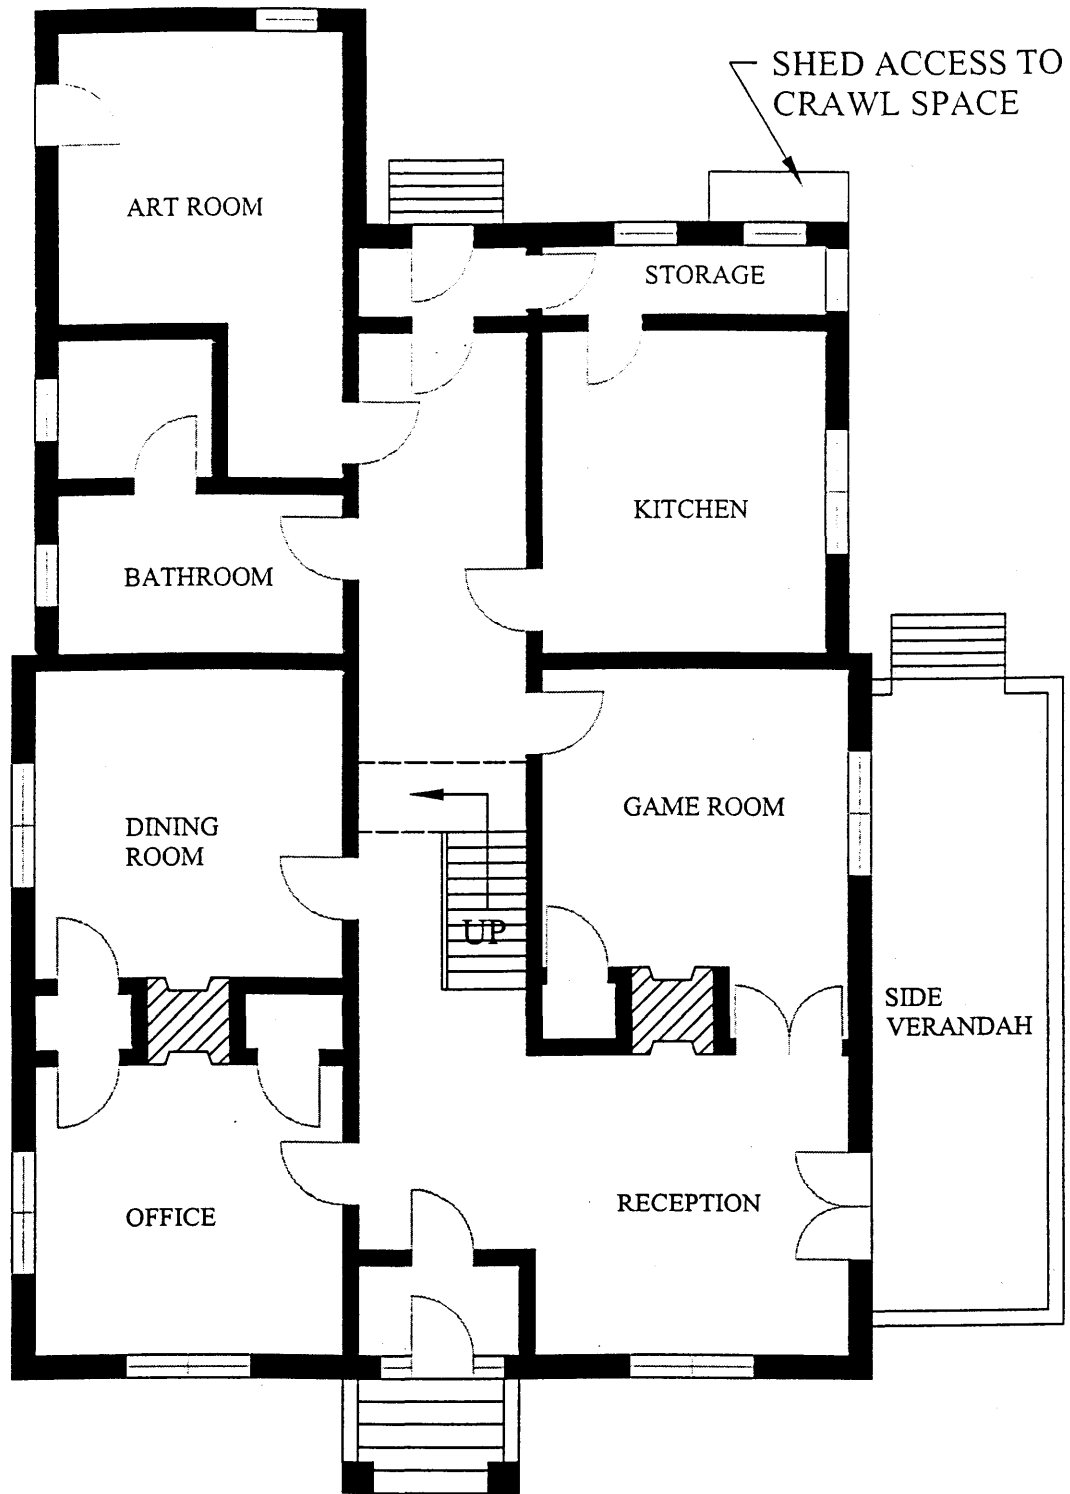 SHED ACCESS TO
CRAWL SPACE
ART ROOM
STORAGE
KITCHEN
BATHROOM
GAME ROOM
DINING
ROOM
UP
SIDE
VERANDAH
RECEPTION
OFFICE